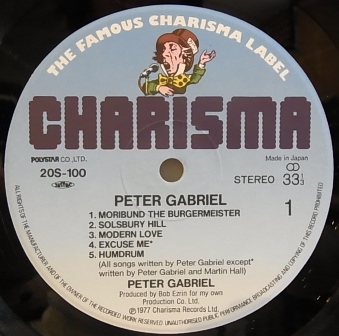 THE FAMOUS CHARISMA LABEL
CHARISMA
POLYSTAR CO.,LTD.
Made in Japan
20S-100
STEREO 33 1/3
1
PETER GABRIEL
1. MORIBUND THE BURGERMEISTER
2. SOLSBURY HILL
3. MODERN LOVE
4. EXCUSE ME*
5. HUMDRUM
(All songs written by Peter Gabriel except*
written by Peter Gabriel and Martin Hall)
PETER GABRIEL
Produced by Bob Ezrin for my own
Production Co. Ltd.
℗ 1977 Charisma Records Ltd.
ALL RIGHTS OF THE MANUFACTURER AND OF THE OWNER OF THE RECORDED WORK RESERVED UNAUTHORISED PUBLIC PERFORMANCE BROADCASTING AND COPYING OF THIS RECORD PROHIBITED